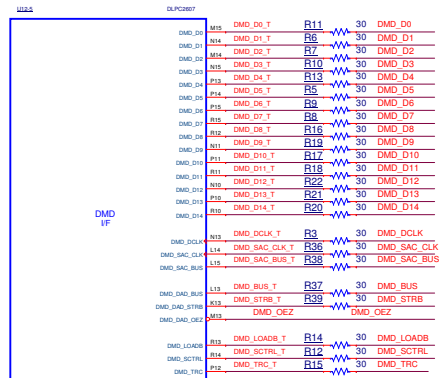 U12-5 DLPC2607
DMD_D0 M15 DMD_D0_T R11 30 DMD_D0
DMD_D1 N14 DMD_D1_T R6 30 DMD_D1
DMD_D2 M14 DMD_D2_T R7 30 DMD_D2
DMD_D3 N15 DMD_D3_T R10 30 DMD_D3
DMD_D4 P13 DMD_D4_T R13 30 DMD_D4
DMD_D5 P14 DMD_D5_T R5 30 DMD_D5
DMD_D6 P15 DMD_D6_T R9 30 DMD_D6
DMD_D7 R15 DMD_D7_T R8 30 DMD_D7
DMD_D8 R12 DMD_D8_T R16 30 DMD_D8
DMD_D9 N11 DMD_D9_T R19 30 DMD_D9
DMD_D10 P11 DMD_D10_T R17 30 DMD_D10
DMD_D11 R11 DMD_D11_T R18 30 DMD_D11
DMD_D12 N10 DMD_D12_T R22 30 DMD_D12
DMD_D13 P10 DMD_D13_T R21 30 DMD_D13
DMD_D14 R10 DMD_D14_T R20 30 DMD_D14
DMD
I/F
DMD_DCLK N13 DMD_DCLK_T R3 30 DMD_DCLK
DMD_SAC_CLK L14 DMD_SAC_CLK_T R36 30 DMD_SAC_CLK
DMD_SAC_BUS L15 DMD_SAC_BUS_T R38 30 DMD_SAC_BUS
DMD_DAD_BUS L13 DMD_BUS_T R37 30 DMD_BUS
DMD_DAD_STRB K13 DMD_STRB_T R39 30 DMD_STRB
DMD_DAD_OEZ M13 DMD_OEZ DMD_OEZ
DMD_LOADB R13 DMD_LOADB_T R14 30 DMD_LOADB
DMD_SCTRL R14 DMD_SCTRL_T R12 30 DMD_SCTRL
DMD_TRC P12 DMD_TRC_T R15 30 DMD_TRC